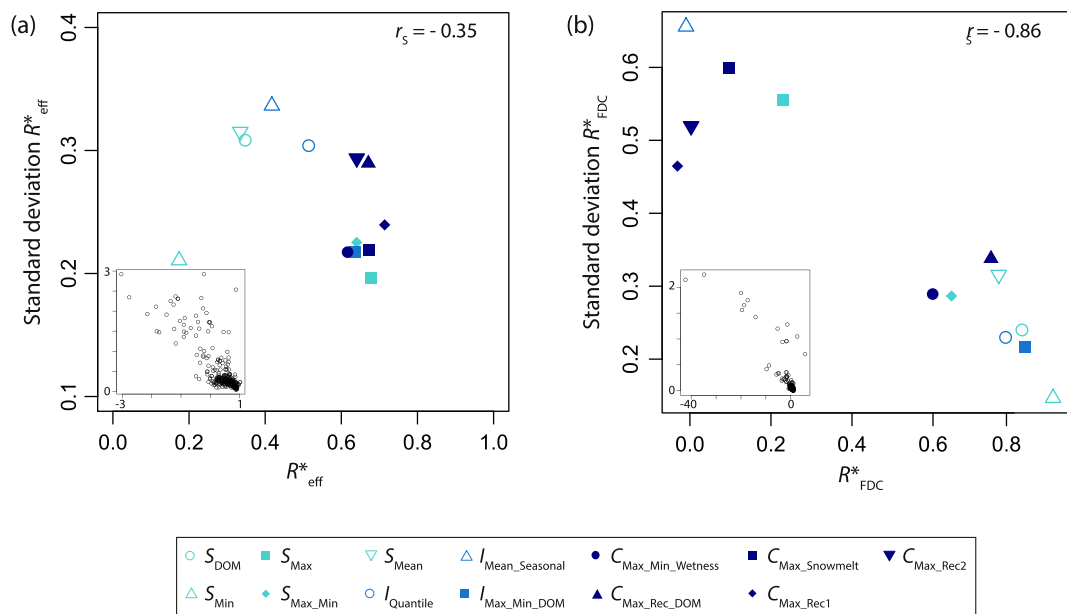 (a)
r_S = - 0.35
Standard deviation R*_eff
0.4
0.3
0.2
0.1
3
0
-3
1
0.0 0.2 0.4 0.6 0.8 1.0
R*_eff
(b)
r_S = - 0.86
Standard deviation R*_FDC
0.6
0.5
0.4
0.3
0.2
2
0
-40
0
0.0 0.2 0.6 0.8
R*_FDC
S_DOM S_Max S_Mean I_Mean_Seasonal C_Max_Min_Wetness C_Max_Snowmelt C_Max_Rec2
S_Min S_Max_Min I_Quantile I_Max_Min_DOM C_Max_Rec_DOM C_Max_Rec1